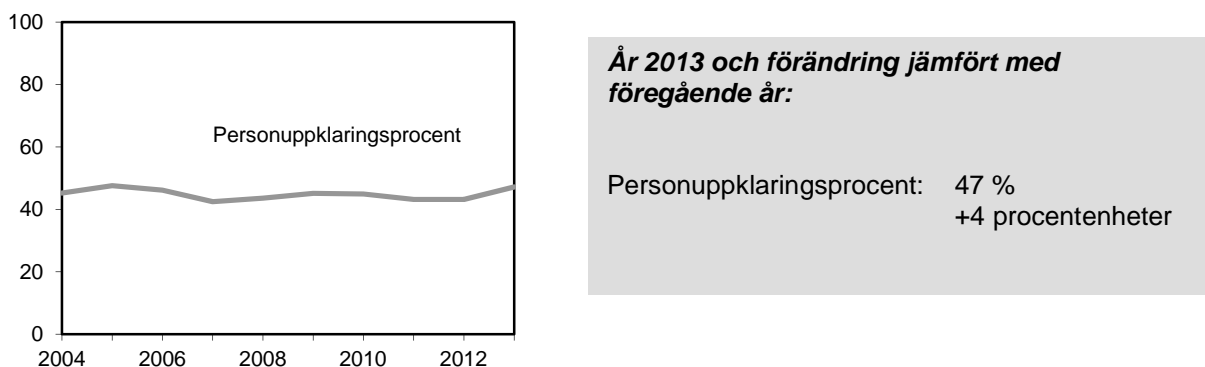 100
80
60
40
20
0
Personuppklaringsprocent
2004 2006 2008 2010 2012
År 2013 och förändring jämfört med
föregående år:
Personuppklaringsprocent: 47 %
+4 procentenheter